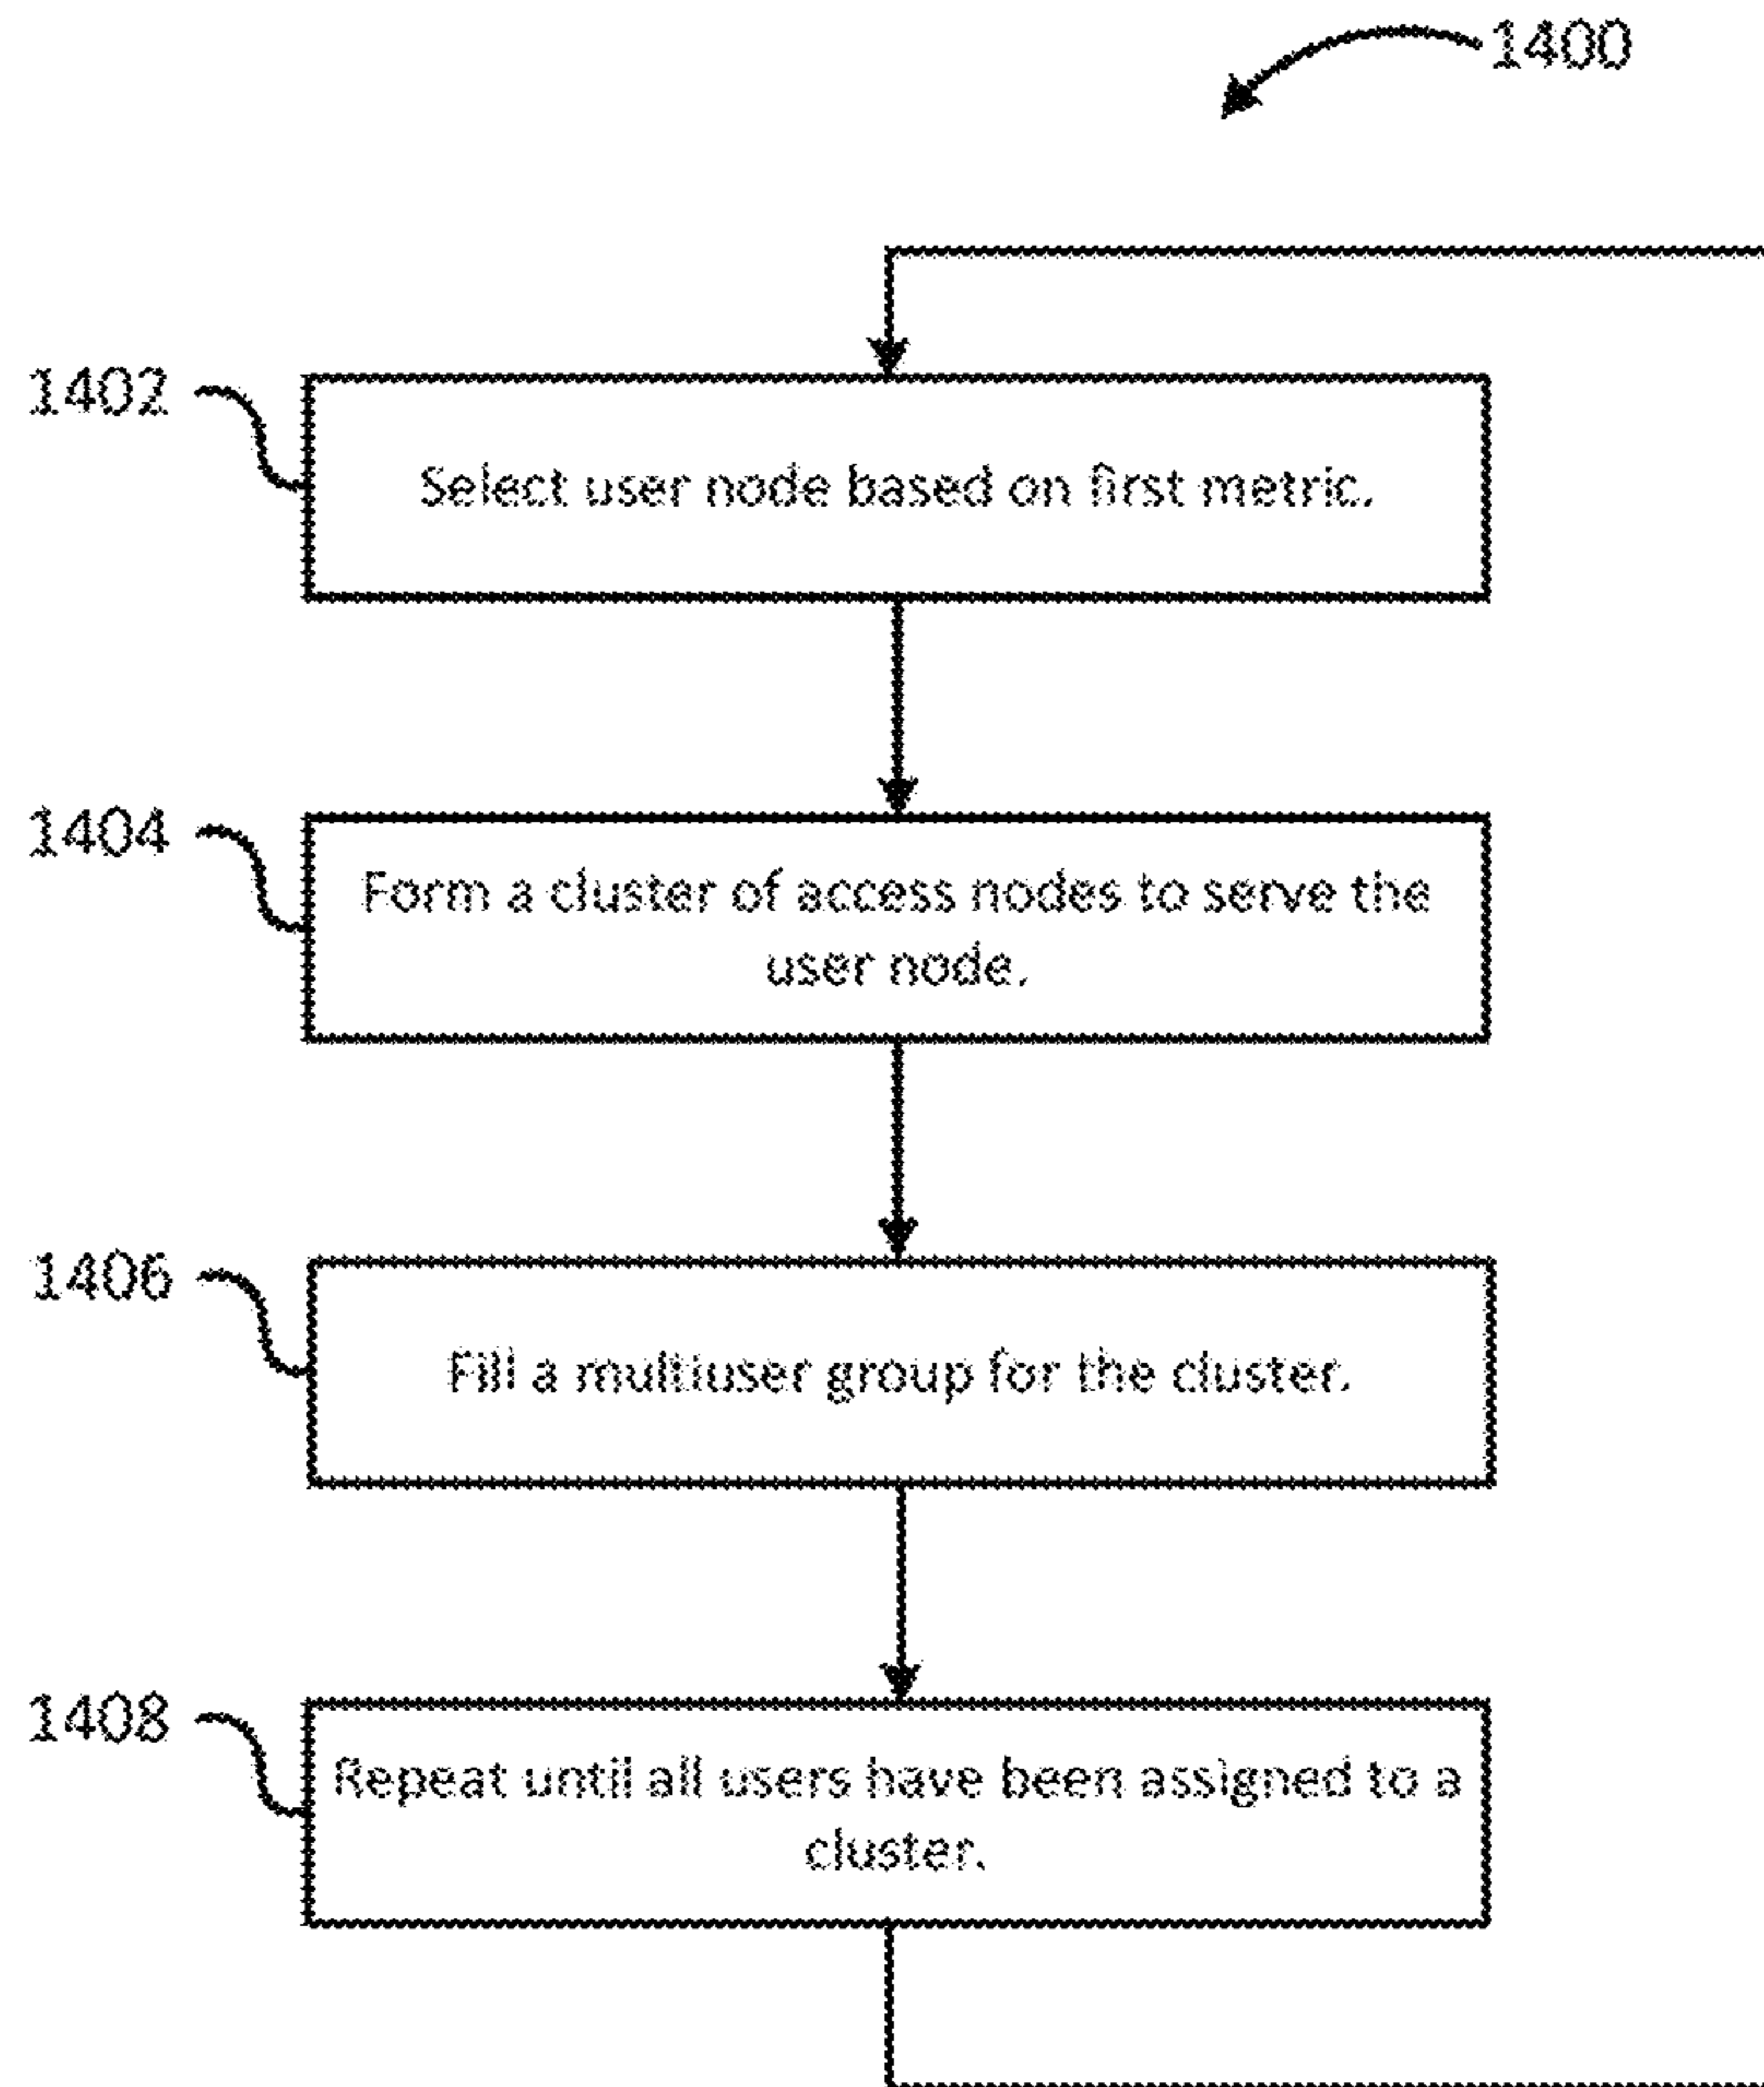 1400
1402
Select user node based on first metric.
1404
Form a cluster of access nodes to serve the
user node.
1406
Fill a multiuser group for the cluster.
1408
Repeat until all users have been assigned to a
cluster.